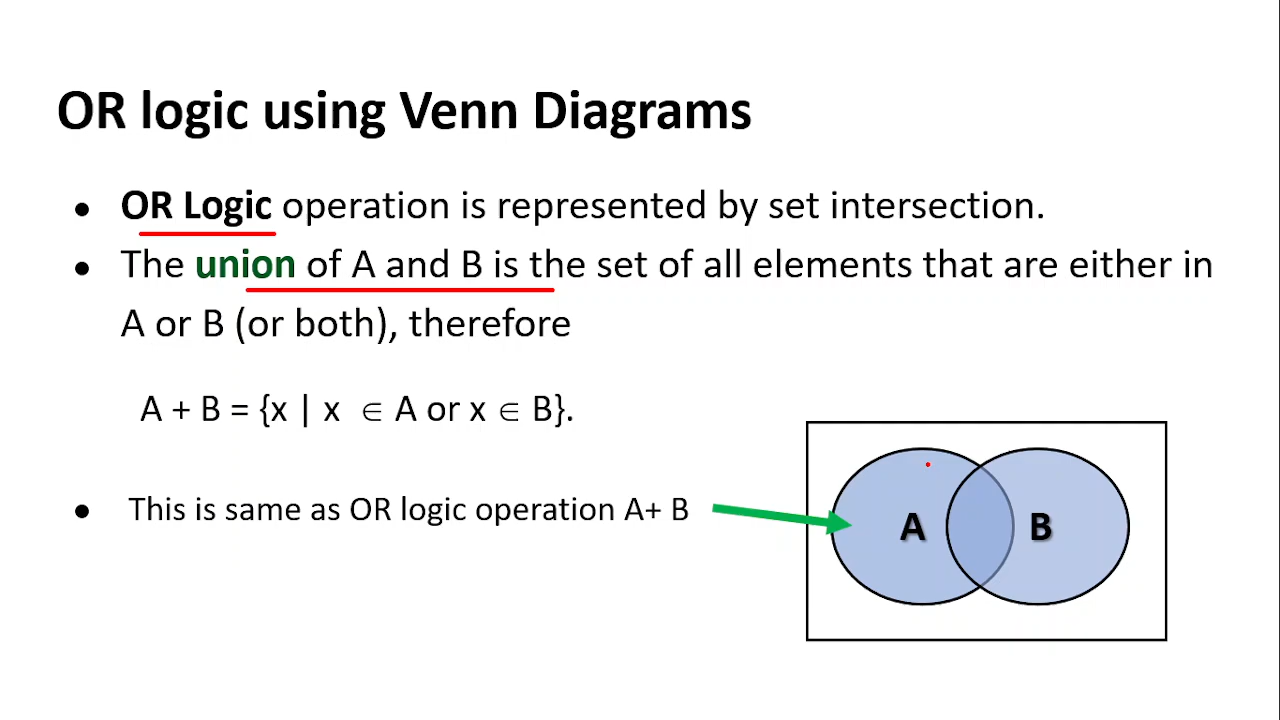 OR logic using Venn Diagrams
● OR Logic operation is represented by set intersection.
● The union of A and B is the set of all elements that are either in
A or B (or both), therefore
A + B = {x | x ∈ A or x ∈ B}.
● This is same as OR logic operation A+ B
A B